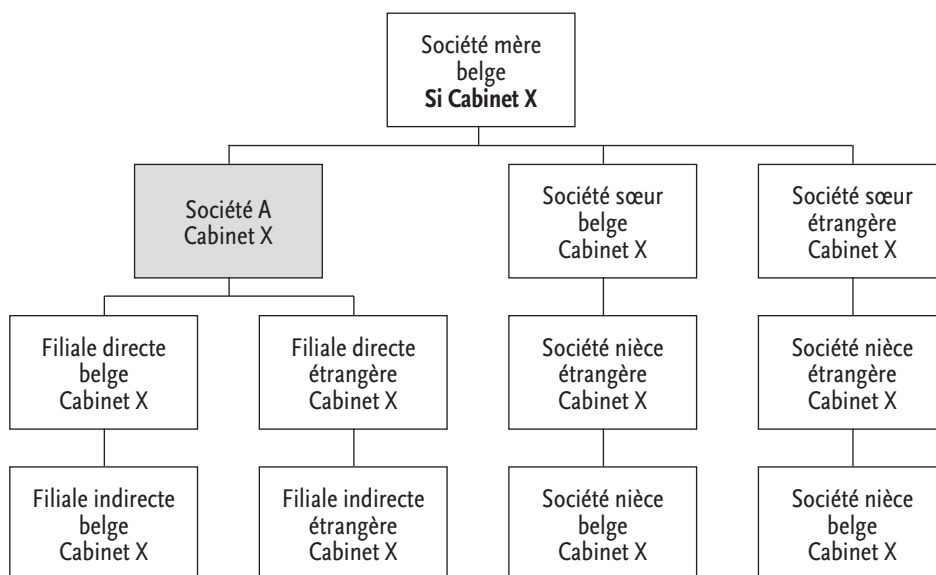 Société mère
belge
Si Cabinet X
Société A
Cabinet X
Société sœur
belge
Cabinet X
Société sœur
étrangère
Cabinet X
Filiale directe
belge
Cabinet X
Filiale directe
étrangère
Cabinet X
Société nièce
étrangère
Cabinet X
Société nièce
étrangère
Cabinet X
Filiale indirecte
belge
Cabinet X
Filiale indirecte
étrangère
Cabinet X
Société nièce
belge
Cabinet X
Société nièce
belge
Cabinet X